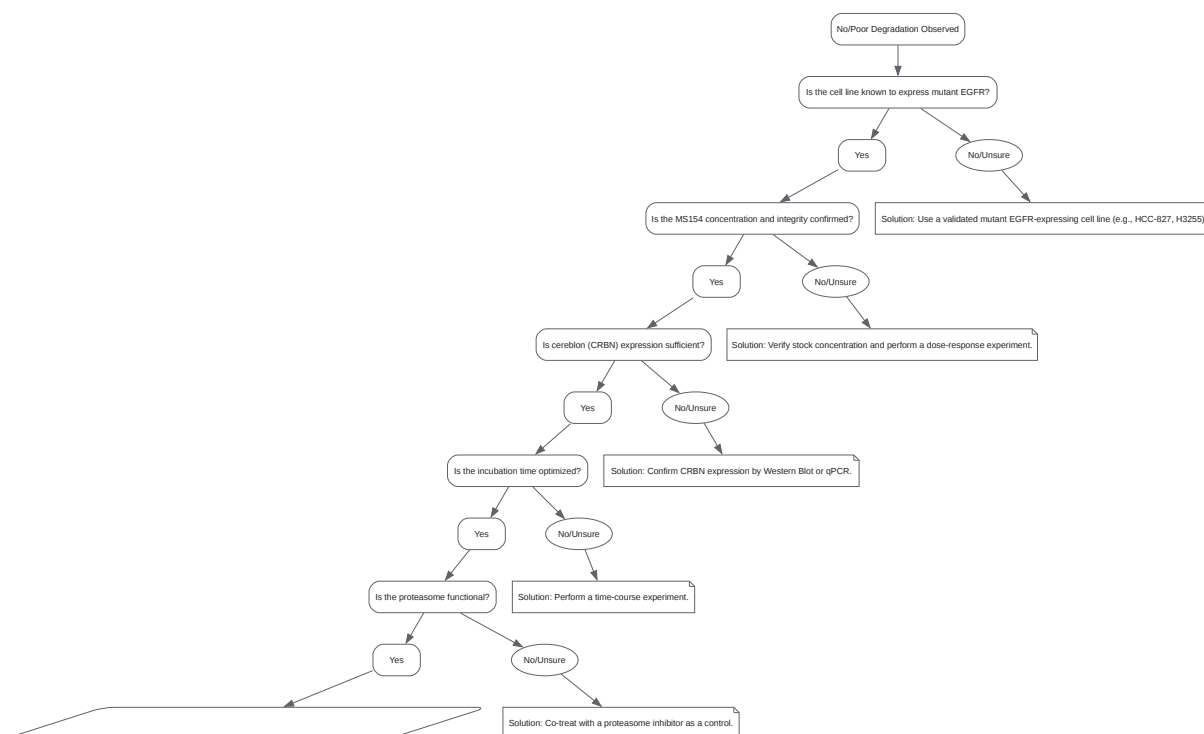 No/Poor Degradation Observed
Is the cell line known to express mutant EGFR?
Yes
No/Unsure
Is the MS154 concentration and integrity confirmed?
Solution: Use a validated mutant EGFR-expressing cell line (e.g., HCC-827, H3255)
Yes
No/Unsure
Is cereblon (CRBN) expression sufficient?
Solution: Verify stock concentration and perform a dose-response experiment.
Yes
No/Unsure
Is the incubation time optimized?
Solution: Confirm CRBN expression by Western Blot or qPCR.
Yes
No/Unsure
Is the proteasome functional?
Solution: Perform a time-course experiment.
Yes
No/Unsure
Solution: Co-treat with a proteasome inhibitor as a control.